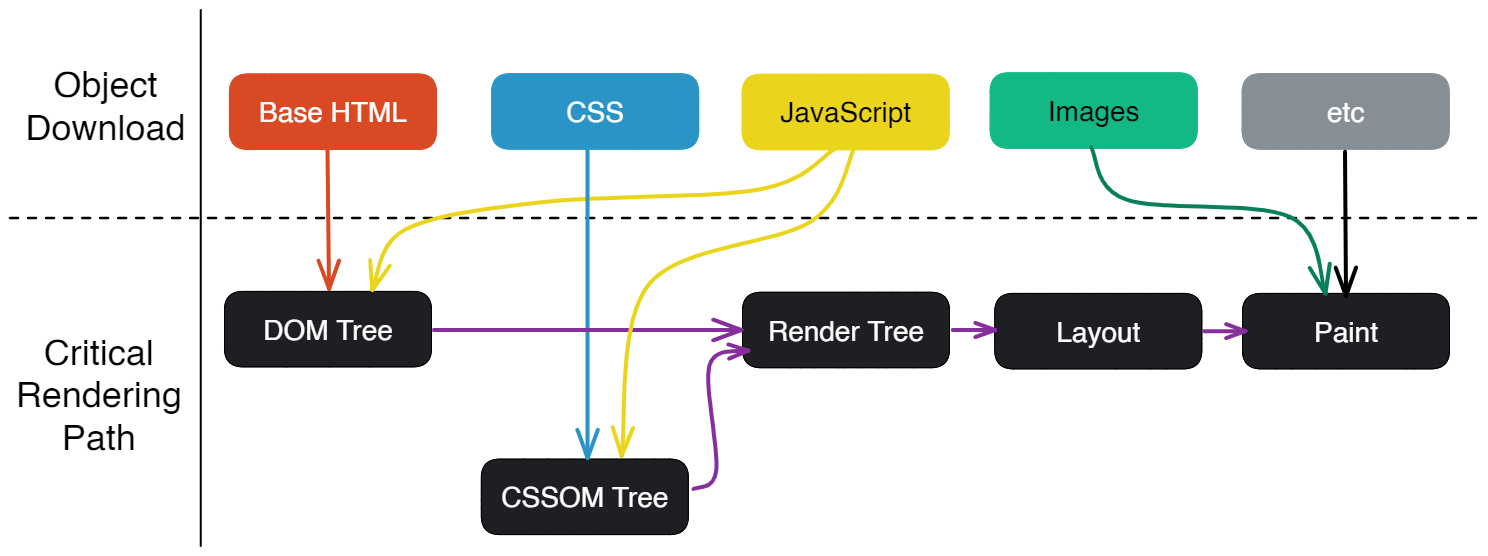 Object
Download
Base HTML
CSS
JavaScript
Images
etc
Critical
Rendering
Path
DOM Tree
Render Tree
Layout
Paint
CSSOM Tree